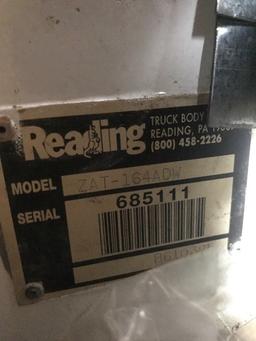 Reading
TRUCK BODY
READING, PA
(800) 458-2226
MODEL ZAT-164ADW
SERIAL 685111